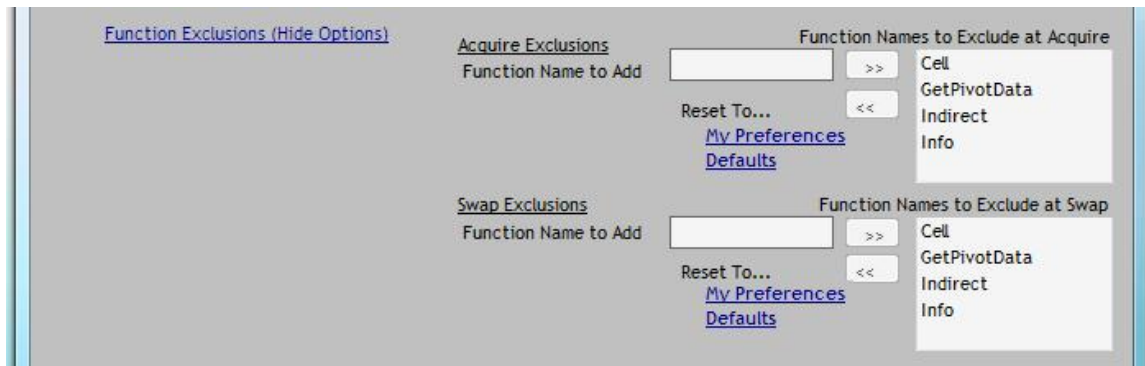 Function Exclusions (Hide Options)
Acquire Exclusions
Function Names to Exclude at Acquire
Function Name to Add
>>
<<
Cell
GetPivotData
Indirect
Info
Reset To...
My Preferences
Defaults
Swap Exclusions
Function Names to Exclude at Swap
Function Name to Add
>>
<<
Cell
GetPivotData
Indirect
Info
Reset To...
My Preferences
Defaults